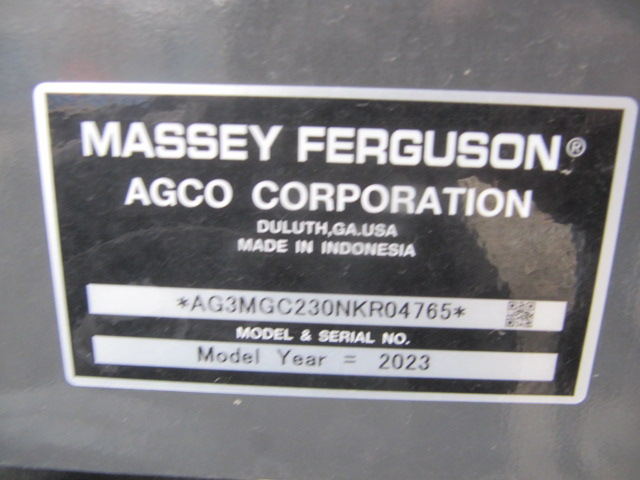 MASSEY FERGUSON®
AGCO CORPORATION
DULUTH,GA.USA
MADE IN INDONESIA
*AG3MGC230NKR04765*
MODEL & SERIAL NO.
Model Year = 2023